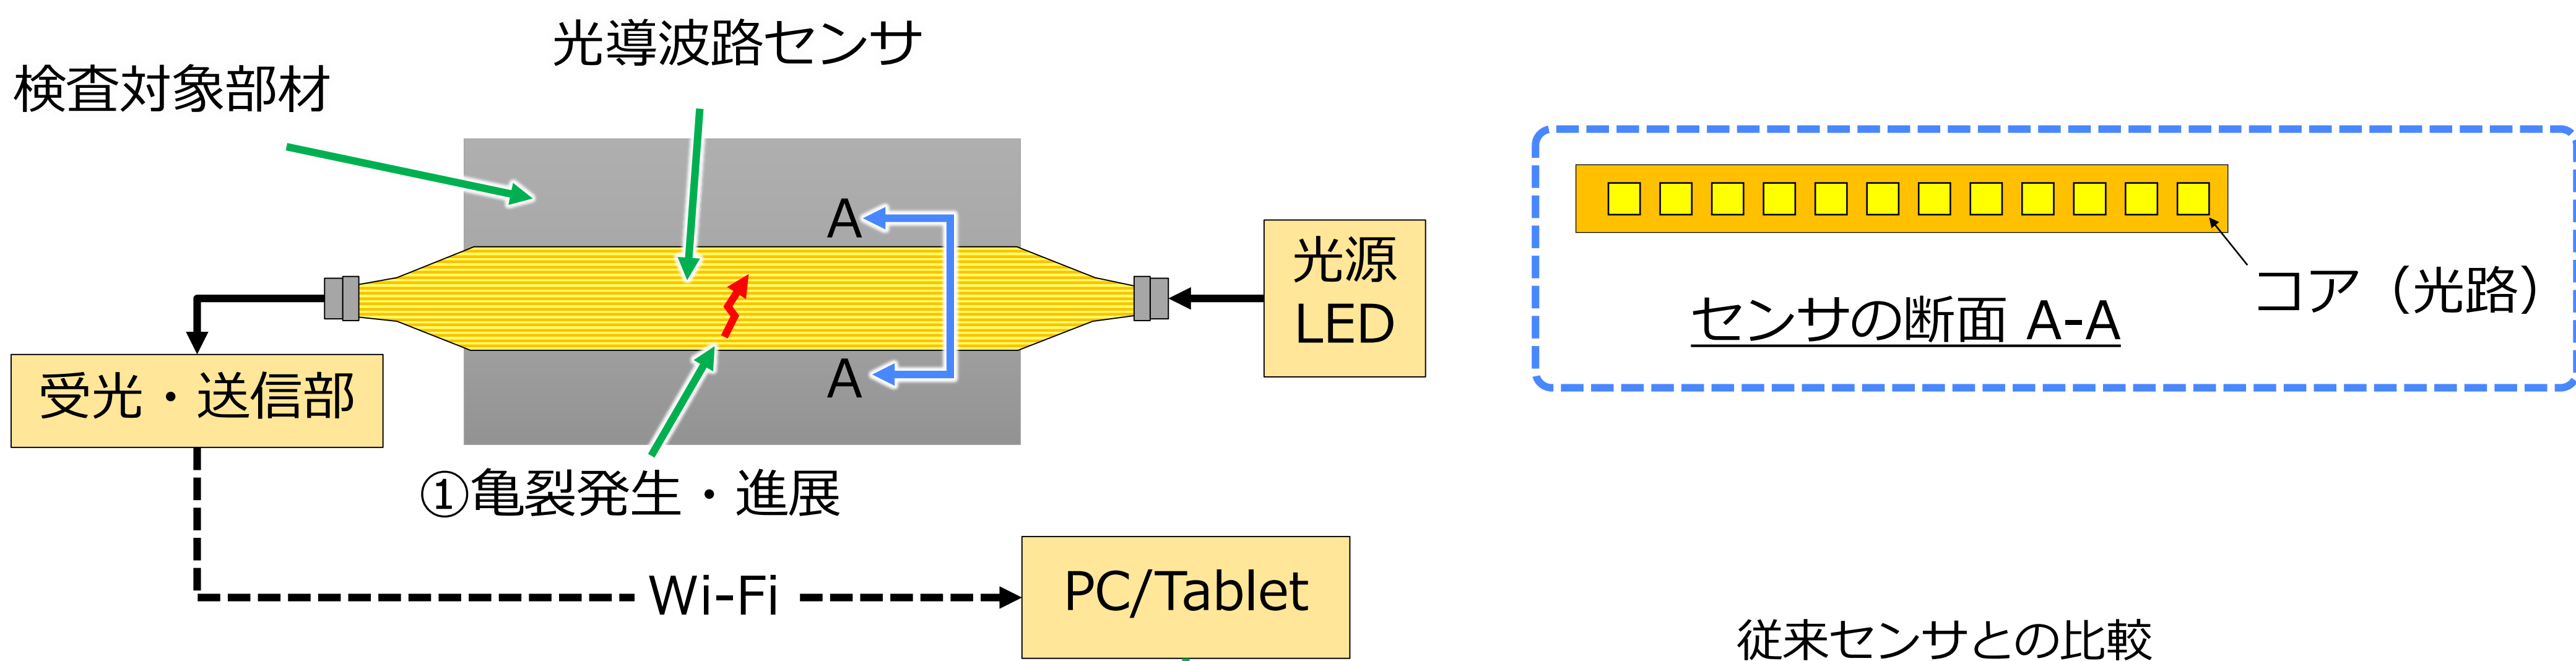 光導波路センサ
検査対象部材
A
光源
LED
コア（光路）
センサの断面 A-A
A
受光・送信部
①亀裂発生・進展
Wi-Fi
PC/Tablet
従来センサとの比較